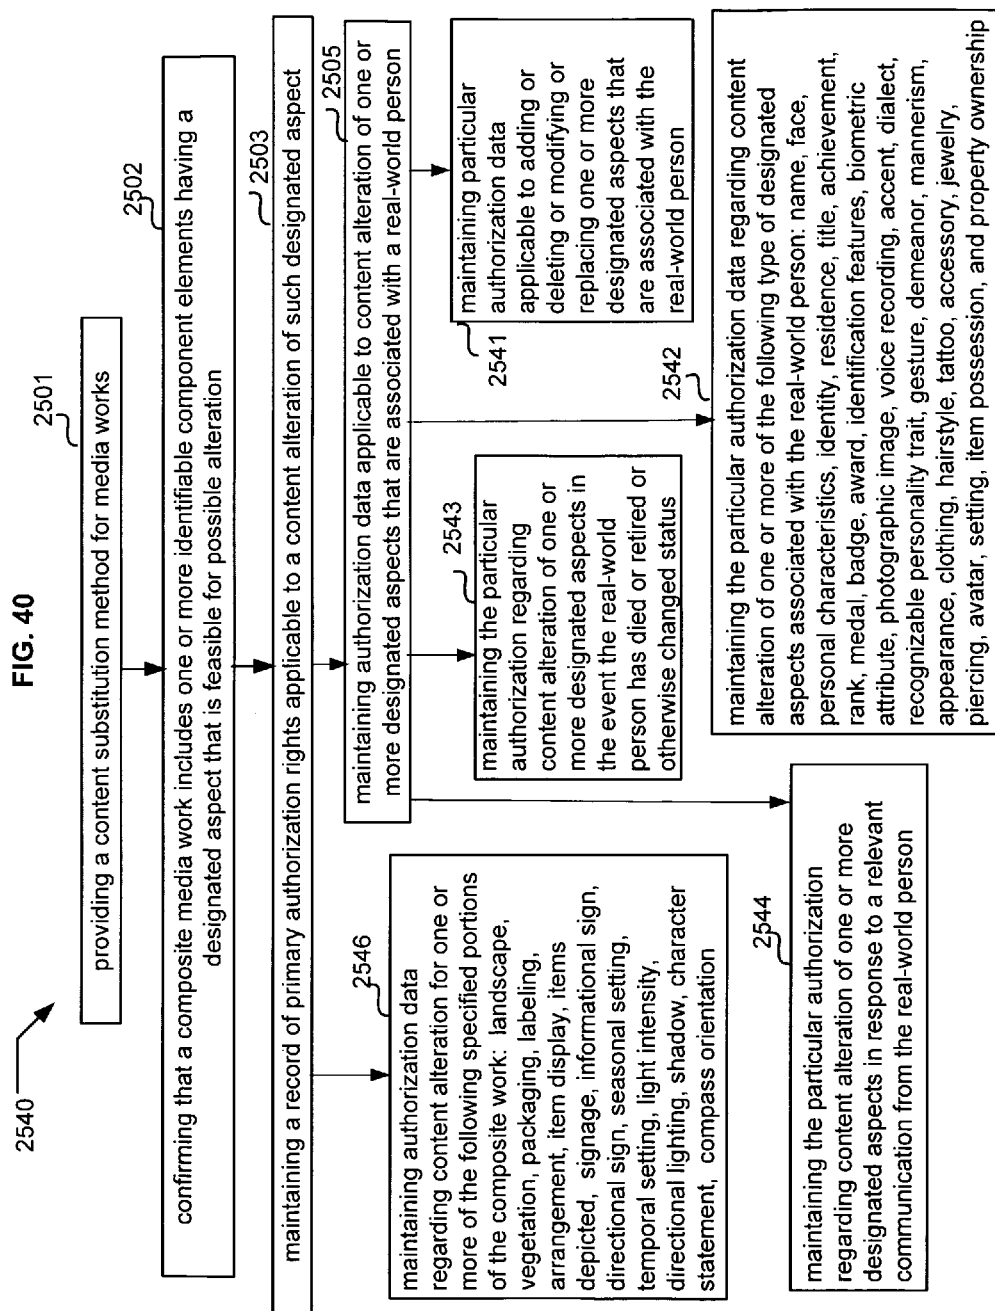 FIG. 40
2540
2501
providing a content substitution method for media works
2502
confirming that a composite media work includes one or more identifiable component elements having a
designated aspect that is feasible for possible alteration
2503
maintaining a record of primary authorization rights applicable to a content alteration of such designated aspect
2505
maintaining authorization data applicable to content alteration of one or
more designated aspects that are associated with a real-world person
2546
maintaining authorization data
regarding content alteration for one or
more of the following specified portions
of the composite work: landscape,
vegetation, packaging, labeling,
arrangement, item display, items
depicted, signage, informational sign,
directional sign, seasonal setting,
temporal setting, light intensity,
directional lighting, shadow, character
statement, compass orientation
2543
maintaining the particular
authorization regarding
content alteration of one or
more designated aspects in
the event the real-world
person has died or retired or
otherwise changed status
2541
maintaining particular
authorization data
applicable to adding or
deleting or modifying or
replacing one or more
designated aspects that
are associated with the
real-world person
2544
maintaining the particular authorization
regarding content alteration of one or more
designated aspects in response to a relevant
communication from the real-world person
2542
maintaining the particular authorization data regarding content
alteration of one or more of the following type of designated
aspects associated with the real-world person: name, face,
personal characteristics, identity, residence, title, achievement,
rank, medal, badge, award, identification features, biometric
attribute, photographic image, voice recording, accent, dialect,
recognizable personality trait, gesture, demeanor, mannerism,
appearance, clothing, hairstyle, tattoo, accessory, jewelry,
piercing, avatar, setting, item possession, and property ownership